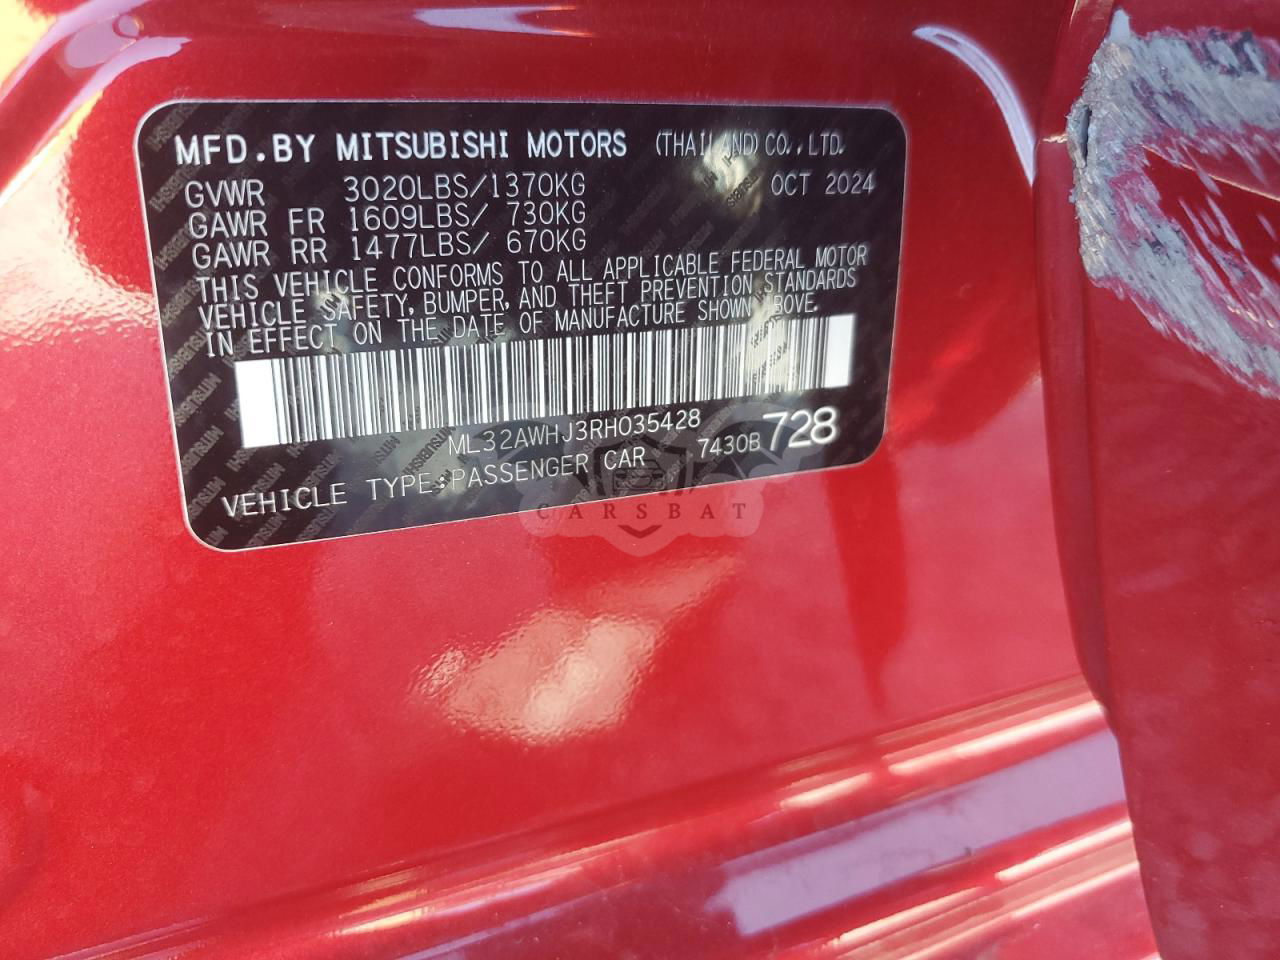 MFD.BY MITSUBISHI MOTORS (THAILAND) CO., LTD.
GVWR 3020LBS/1370KG OCT 2024
GAWR FR 1609LBS/ 730KG
GAWR RR 1477LBS/ 670KG
THIS VEHICLE CONFORMS TO ALL APPLICABLE FEDERAL MOTOR
VEHICLE SAFETY, BUMPER, AND THEFT PREVENTION STANDARDS
IN EFFECT ON THE DATE OF MANUFACTURE SHOWN ABOVE.
ML32AWHJ3RH035428
VEHICLE TYPE:PASSENGER CAR 7430B 728
CARSBAT